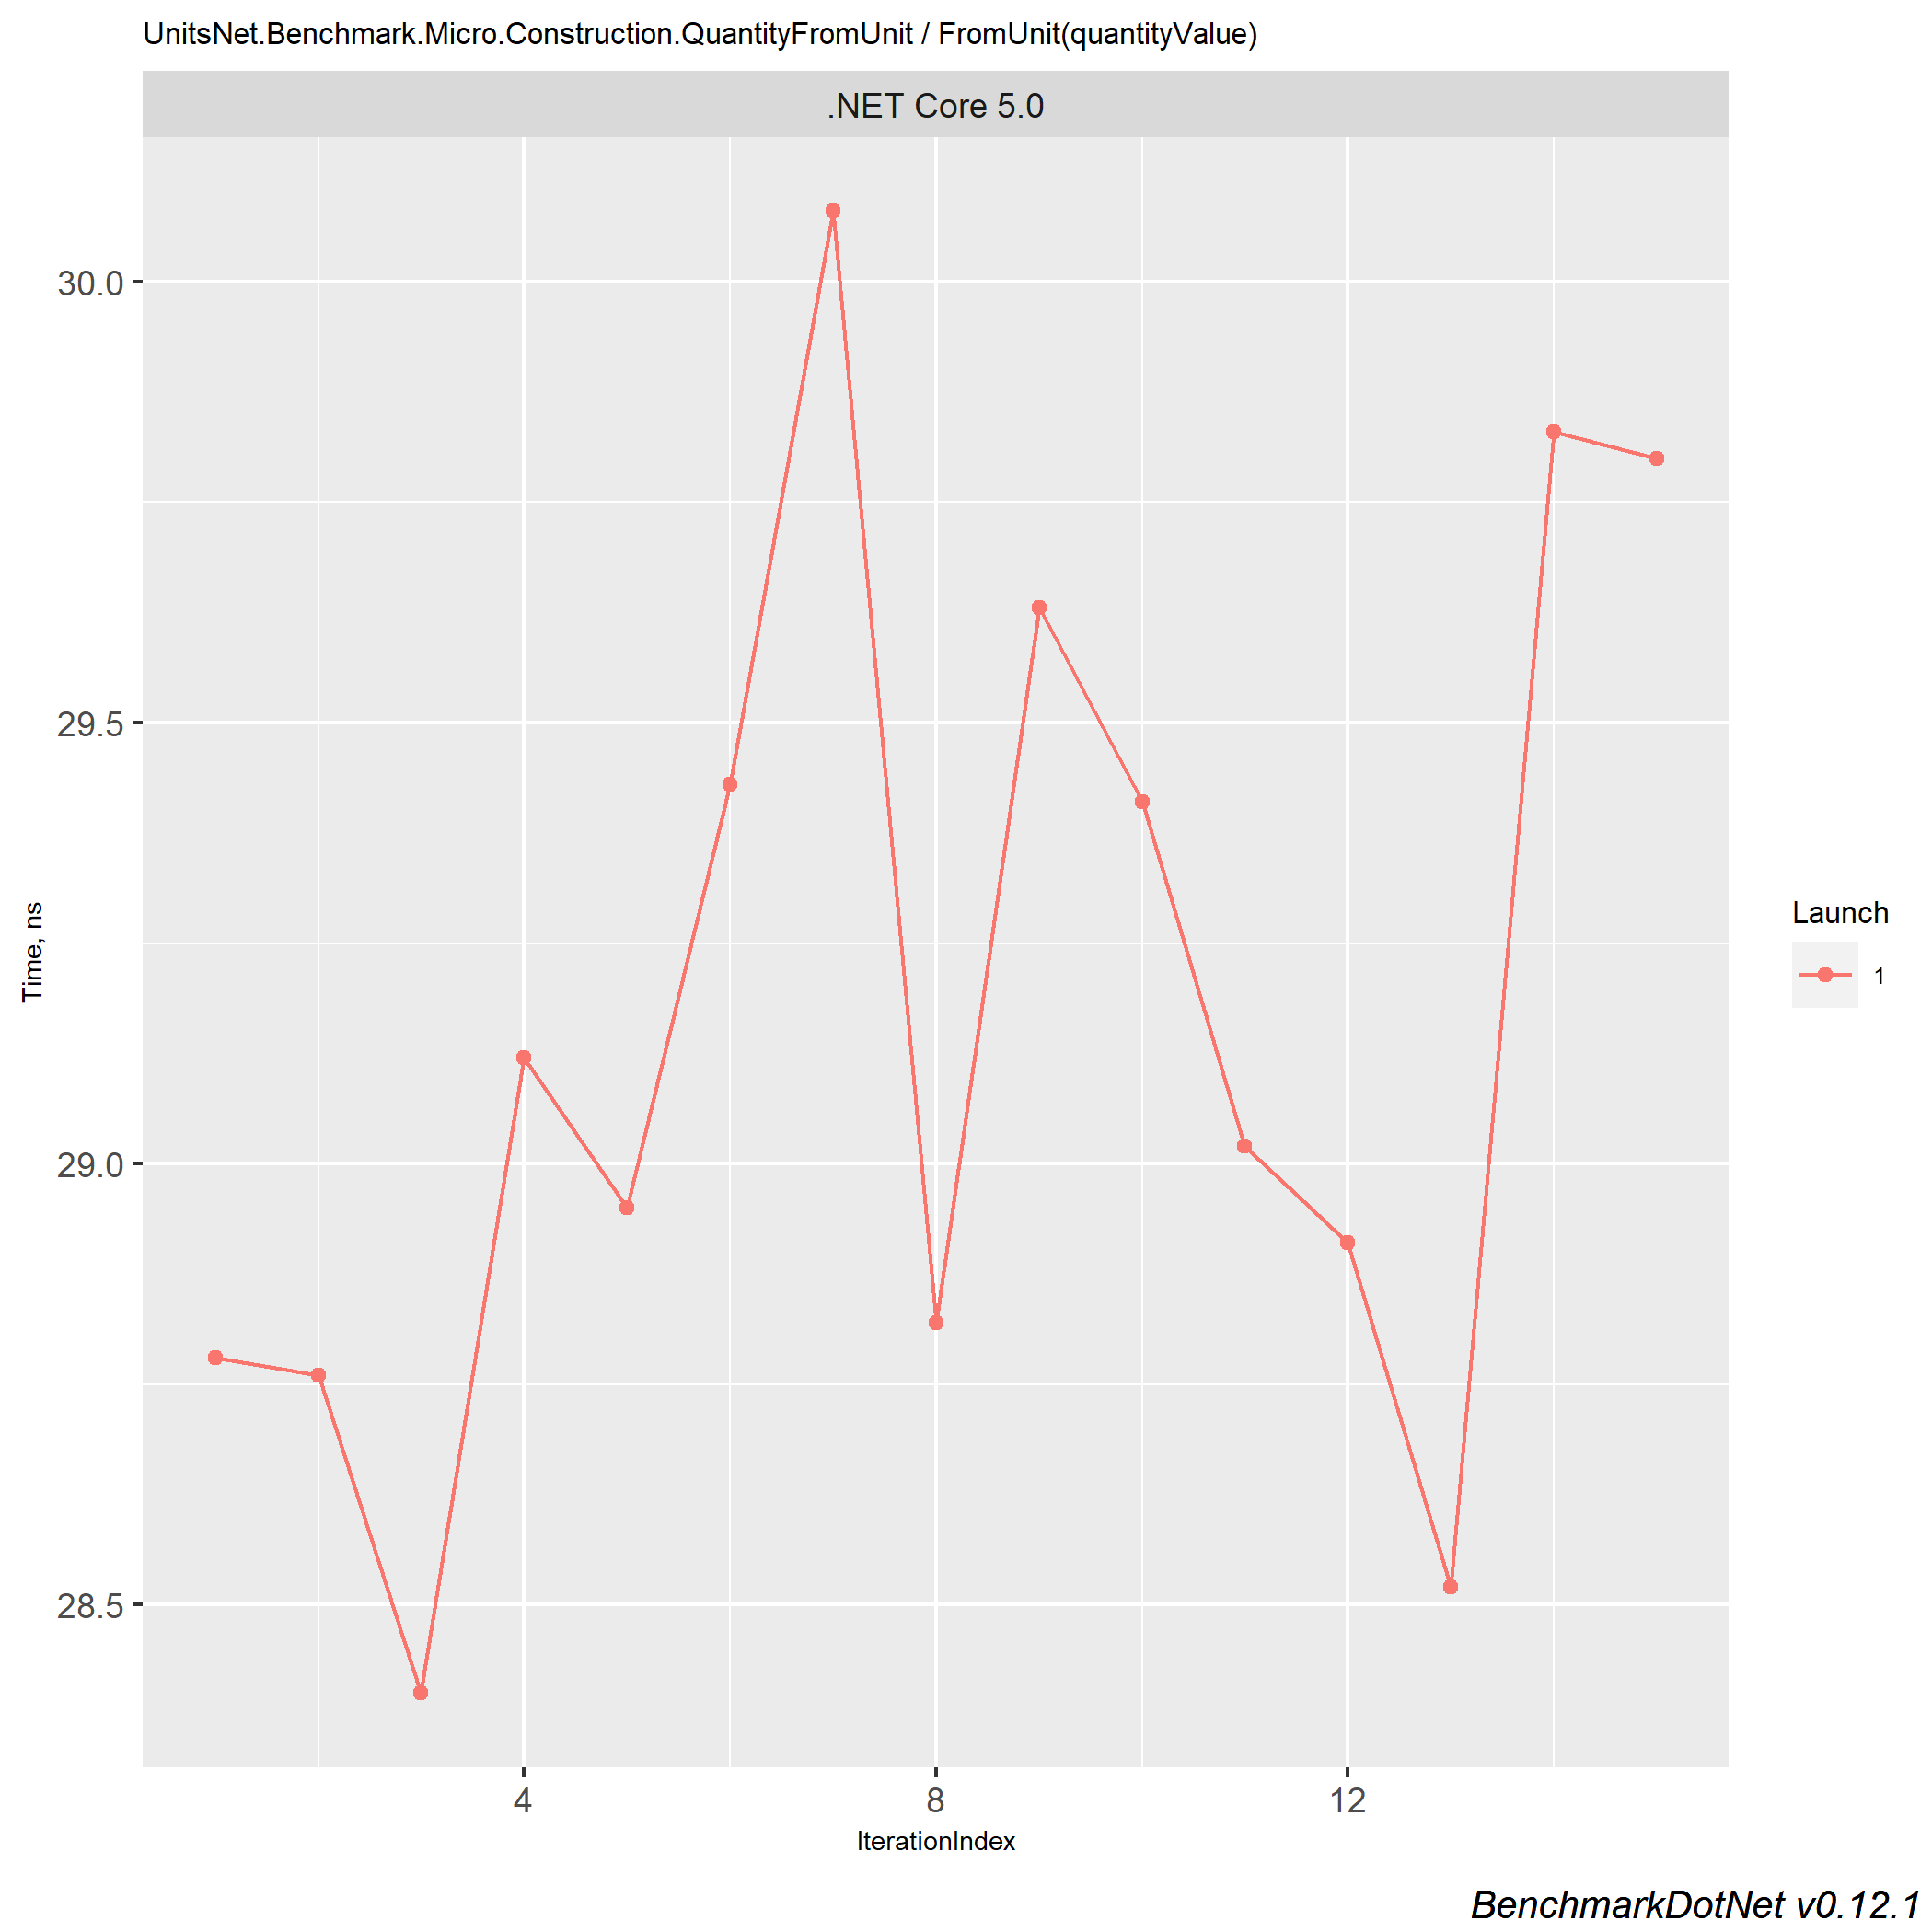 UnitsNet.Benchmark.Micro.Construction.QuantityFromUnit / FromUnit(quantityValue)
.NET Core 5.0
30.0
29.5
29.0
28.5
Time, ns
4
8
12
IterationIndex
Launch
1
BenchmarkDotNet v0.12.1